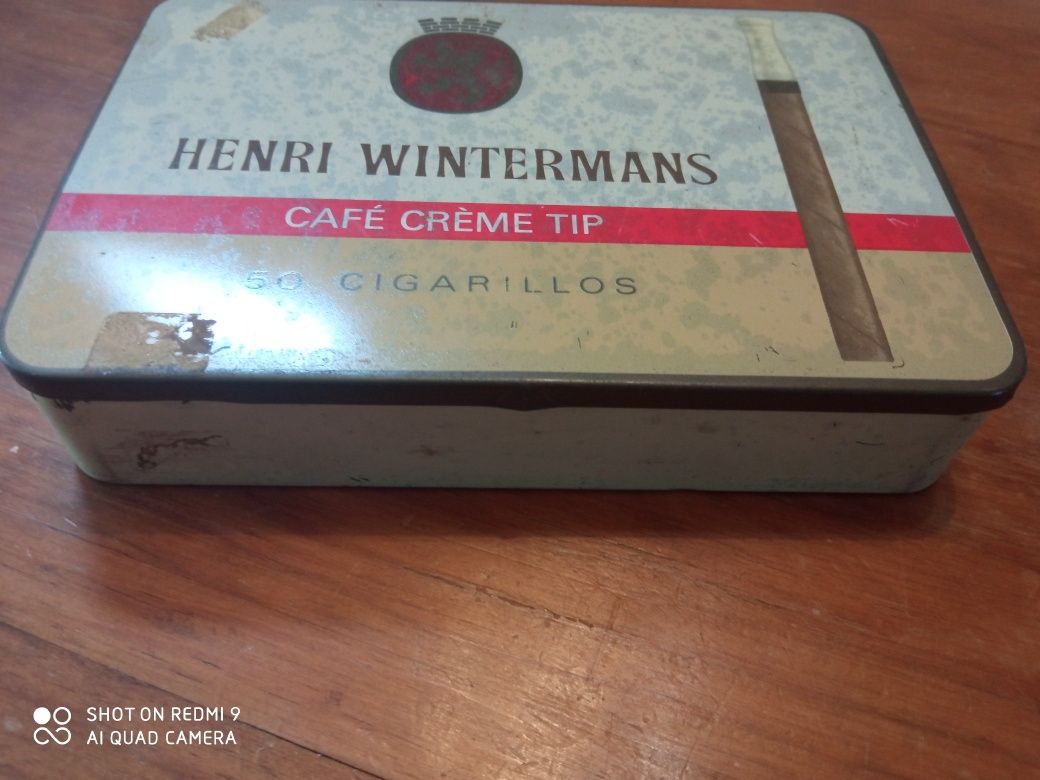 HENRI WINTERMANS
CAFÉ CRÈME TIP
50 CIGARILLOS
SHOT ON REDMI 9
AI QUAD CAMERA